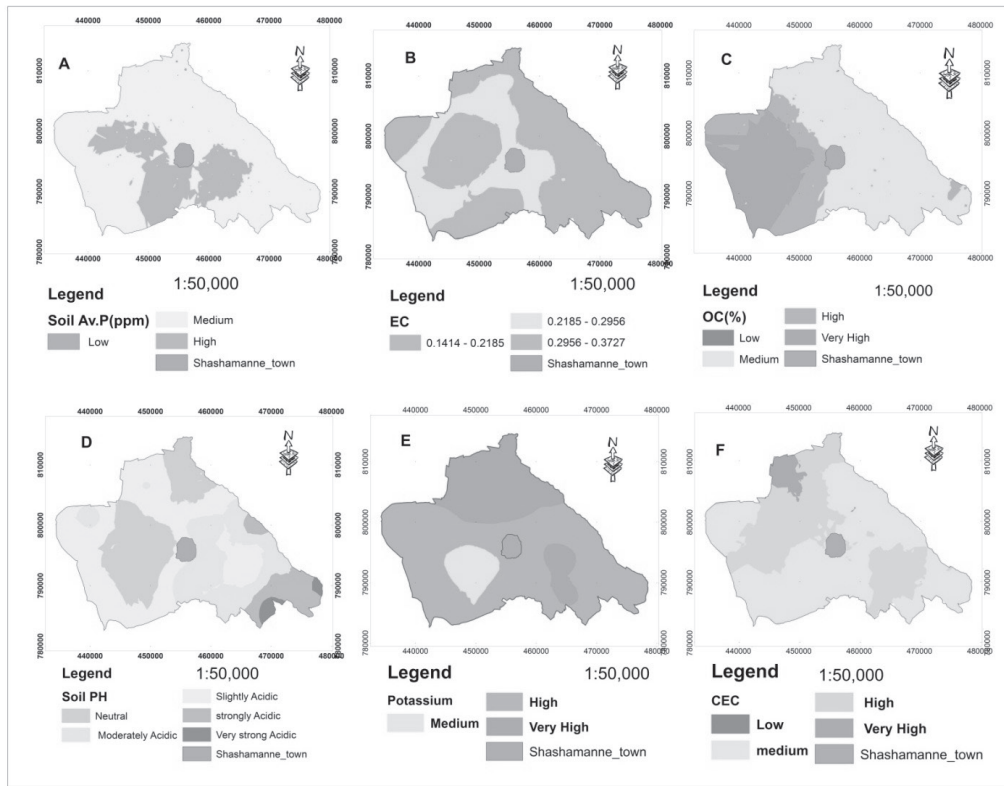 440000 450000 460000 470000 480000
440000 450000 460000 470000 480000
440000 450000 460000 470000 480000
A
N
B
N
C
N
810000
800000
790000
780000
810000
800000
790000
780000
810000
800000
790000
780000
440000 450000 460000 470000 480000
440000 450000 460000 470000 480000
440000 450000 460000 470000 480000
1:50,000
Legend
Soil Av.P(ppm)
Low
Medium
High
Shashamanne_town
1:50,000
Legend
EC
0.1414 - 0.2185
0.2185 - 0.2956
0.2956 - 0.3727
Shashamanne_town
1:50,000
Legend
OC(%)
Low
Medium
High
Very High
Shashamanne_town
440000 450000 460000 470000 480000
440000 450000 460000 470000 480000
440000 450000 460000 470000 480000
D
N
E
N
F
N
810000
800000
790000
780000
810000
800000
790000
780000
810000
800000
790000
780000
440000 450000 460000 470000 480000
440000 450000 460000 470000 480000
440000 450000 460000 470000 480000
Legend
1:50,000
Soil PH
Neutral
Moderately Acidic
Slightly Acidic
strongly Acidic
Very strong Acidic
Shashamanne_town
Legend
1:50,000
Potassium
Medium
High
Very High
Shashamanne_town
Legend
1:50,000
CEC
Low
medium
High
Very High
Shashamanne_town